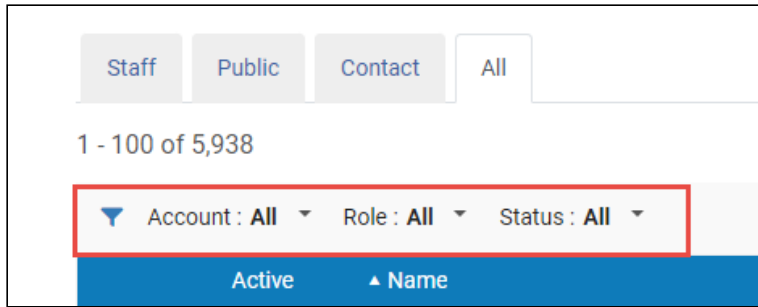 Staff Public Contact All
1 - 100 of 5,938
Account : All Role : All Status : All
Active Name